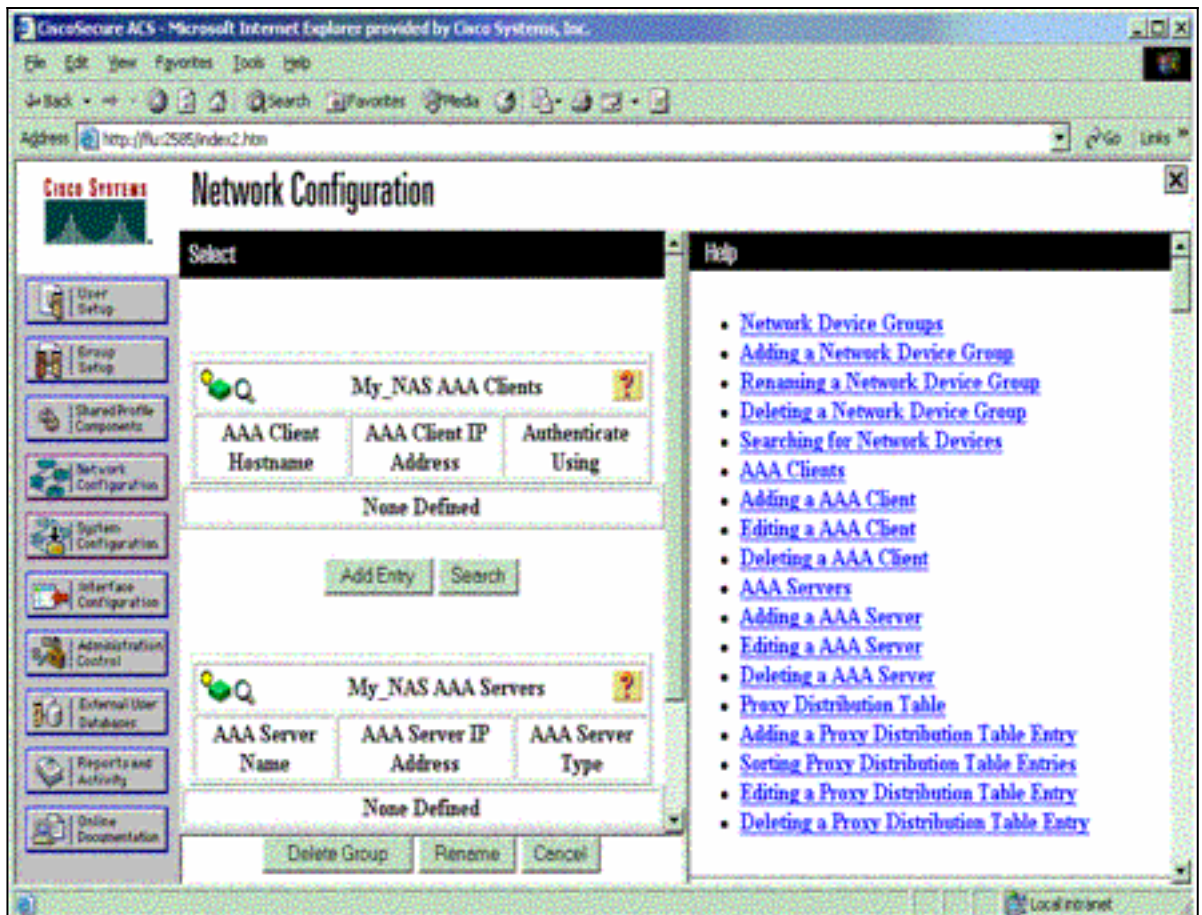 CiscoSecure ACS - Microsoft Internet Explorer provided by Cisco Systems, Inc.
File Edit View Favorites Tools Help
Back Search Favorites Media
Address http://flu:2585/index2.htm Go Links »
CISCO SYSTEMS
Network Configuration
User
Setup
Group
Setup
Shared Profile
Components
Network
Configuration
System
Configuration
Interface
Configuration
Administration
Control
External User
Databases
Reports and
Activity
Online
Documentation
Select
My_NAS AAA Clients ?
AAA Client
Hostname
AAA Client IP
Address
Authenticate
Using
None Defined
Add Entry Search
My_NAS AAA Servers ?
AAA Server
Name
AAA Server IP
Address
AAA Server
Type
None Defined
Delete Group Rename Cancel
Help
• Network Device Groups
• Adding a Network Device Group
• Renaming a Network Device Group
• Deleting a Network Device Group
• Searching for Network Devices
• AAA Clients
• Adding a AAA Client
• Editing a AAA Client
• Deleting a AAA Client
• AAA Servers
• Adding a AAA Server
• Editing a AAA Server
• Deleting a AAA Server
• Proxy Distribution Table
• Adding a Proxy Distribution Table Entry
• Sorting Proxy Distribution Table Entries
• Editing a Proxy Distribution Table Entry
• Deleting a Proxy Distribution Table Entry
Local intranet